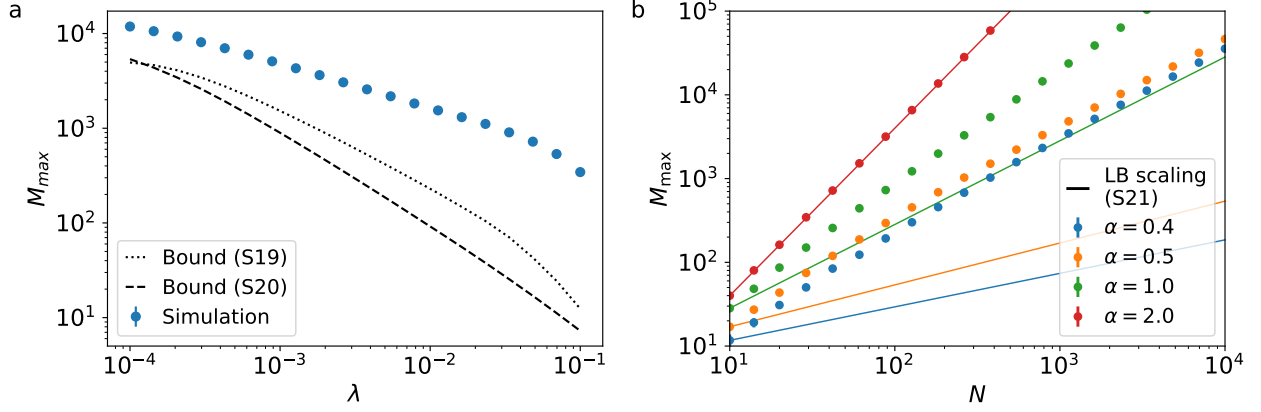 a
10^4
10^3
10^2
10^1
M_max
Bound (S19)
Bound (S20)
Simulation
10^−4
10^−3
10^−2
10^−1
λ
b
10^5
10^4
10^3
10^2
10^1
M_max
LB scaling
(S21)
α = 0.4
α = 0.5
α = 1.0
α = 2.0
10^1
10^2
10^3
10^4
N